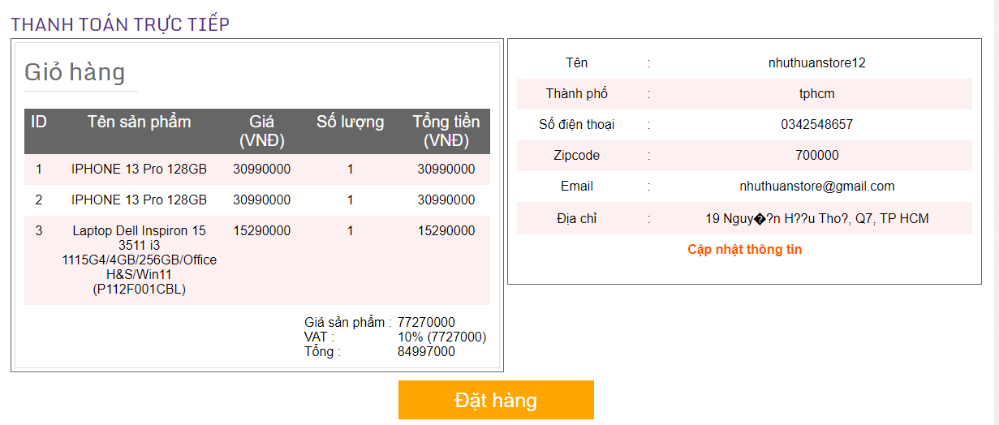 THANH TOÁN TRỰC TIẾP
Giỏ hàng
ID Tên sản phẩm Giá (VNĐ) Số lượng Tổng tiền (VNĐ)
1 IPHONE 13 Pro 128GB 30990000 1 30990000
2 IPHONE 13 Pro 128GB 30990000 1 30990000
3 Laptop Dell Inspiron 15 15290000 1 15290000
3511 i3
1115G4/4GB/256GB/Office
H&S/Win11
(P112F001CBL)
Giá sản phẩm : 77270000
VAT : 10% (7727000)
Tổng : 84997000
Tên : nhuthuanstore12
Thành phố : tphcm
Số điện thoại : 0342548657
Zipcode : 700000
Email : nhuthuanstore@gmail.com
Địa chỉ : 19 Nguy�?n H??u Tho?, Q7, TP HCM
Cập nhật thông tin
Đặt hàng